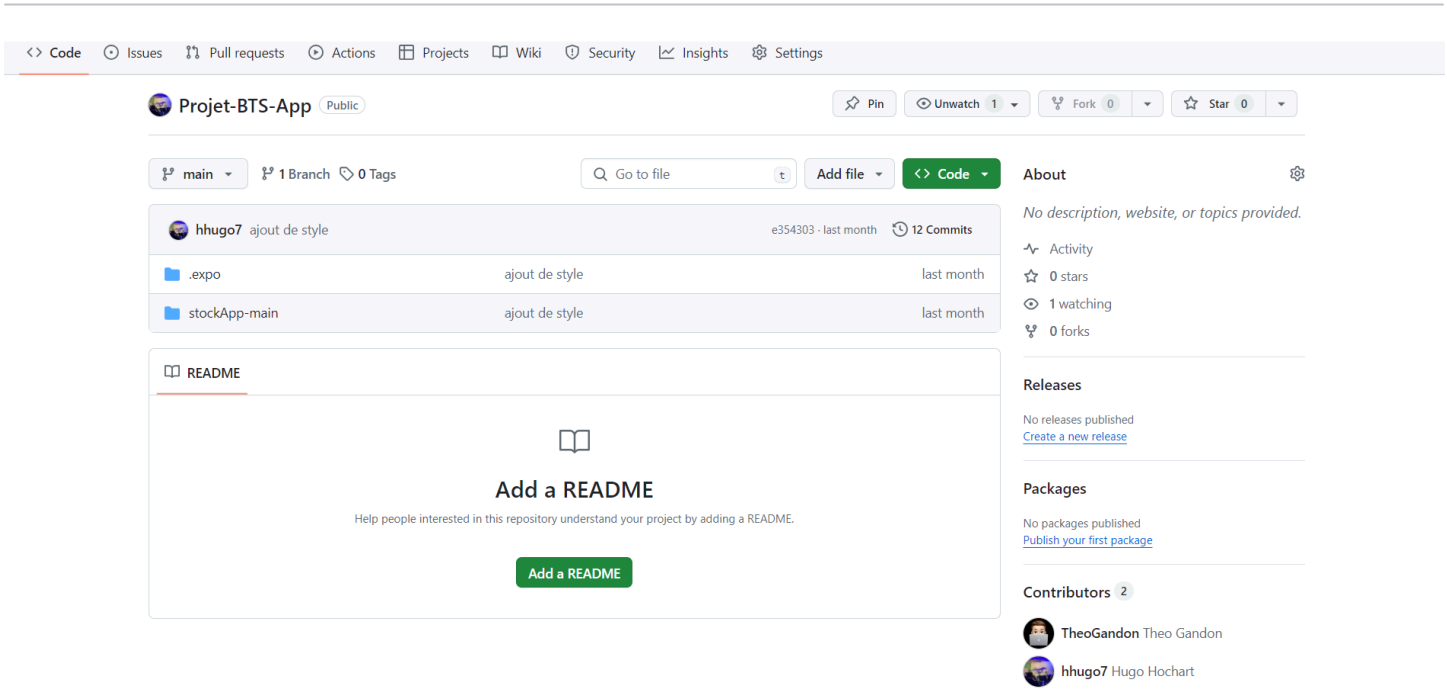 Code Issues Pull requests Actions Projects Wiki Security Insights Settings
Projet-BTS-App Public
Pin Unwatch 1 Fork 0 Star 0
main 1 Branch 0 Tags Go to file t Add file Code
hhugo7 ajout de style e354303 · last month 12 Commits
.expo ajout de style last month
stockApp-main ajout de style last month
README
Add a README
Help people interested in this repository understand your project by adding a README.
Add a README
About
No description, website, or topics provided.
Activity
0 stars
1 watching
0 forks
Releases
No releases published
Create a new release
Packages
No packages published
Publish your first package
Contributors 2
TheoGandon Theo Gandon
hhugo7 Hugo Hochart